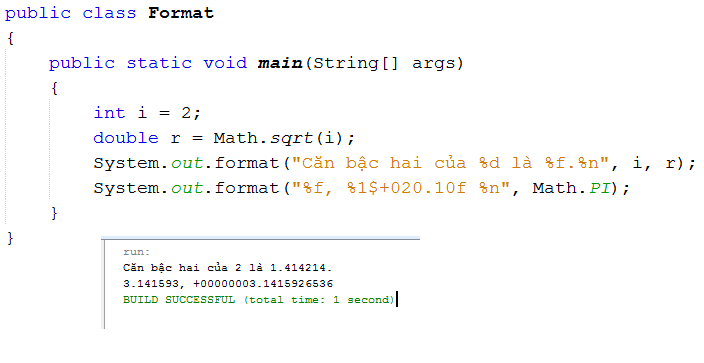 public class Format
{
public static void main(String[] args)
{
int i = 2;
double r = Math.sqrt(i);
System.out.format("Căn bậc hai của %d là %f.%n", i, r);
System.out.format("%f, %1$+020.10f %n", Math.PI);
}
}
run:
Căn bậc hai của 2 là 1.414214.
3.141593, +00000003.1415926536
BUILD SUCCESSFUL (total time: 1 second)